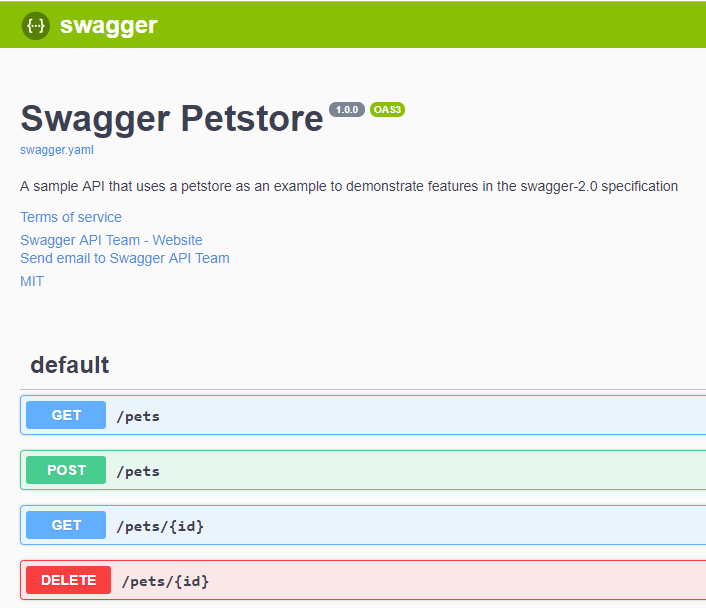 {···} swagger
Swagger Petstore 1.0.0 OAS3
swagger.yaml
A sample API that uses a petstore as an example to demonstrate features in the swagger-2.0 specification
Terms of service
Swagger API Team - Website
Send email to Swagger API Team
MIT
default
GET /pets
POST /pets
GET /pets/{id}
DELETE /pets/{id}